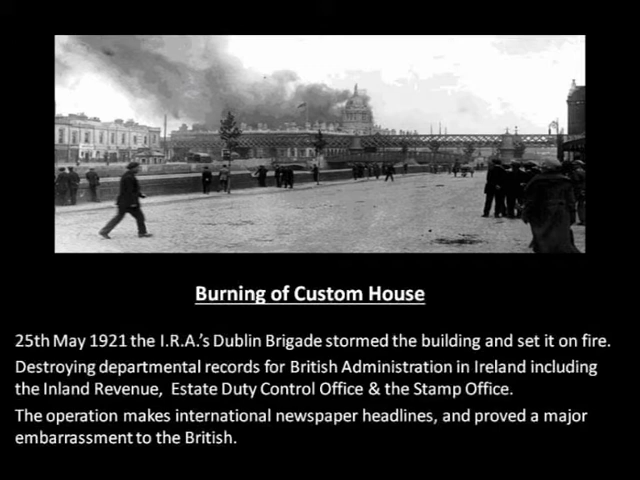 Burning of Custom House
25th May 1921 the I.R.A.'s Dublin Brigade stormed the building and set it on fire.
Destroying departmental records for British Administration in Ireland including
the Inland Revenue, Estate Duty Control Office & the Stamp Office.
The operation makes international newspaper headlines, and proved a major
embarrassment to the British.